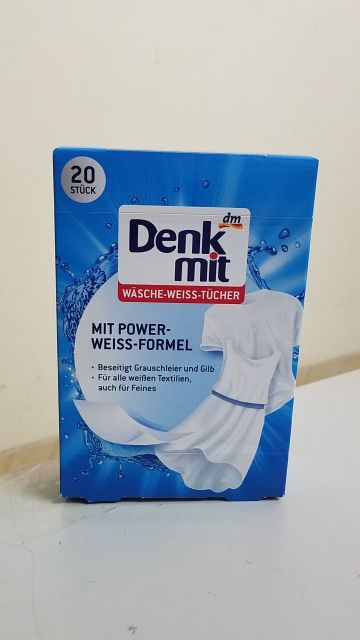 20
STÜCK
dm
Denk
mit
WÄSCHE-WEISS-TÜCHER
MIT POWER-
WEISS-FORMEL
• Beseitigt Grauschleier und Gilb
• Für alle weißen Textilien,
auch für Feines